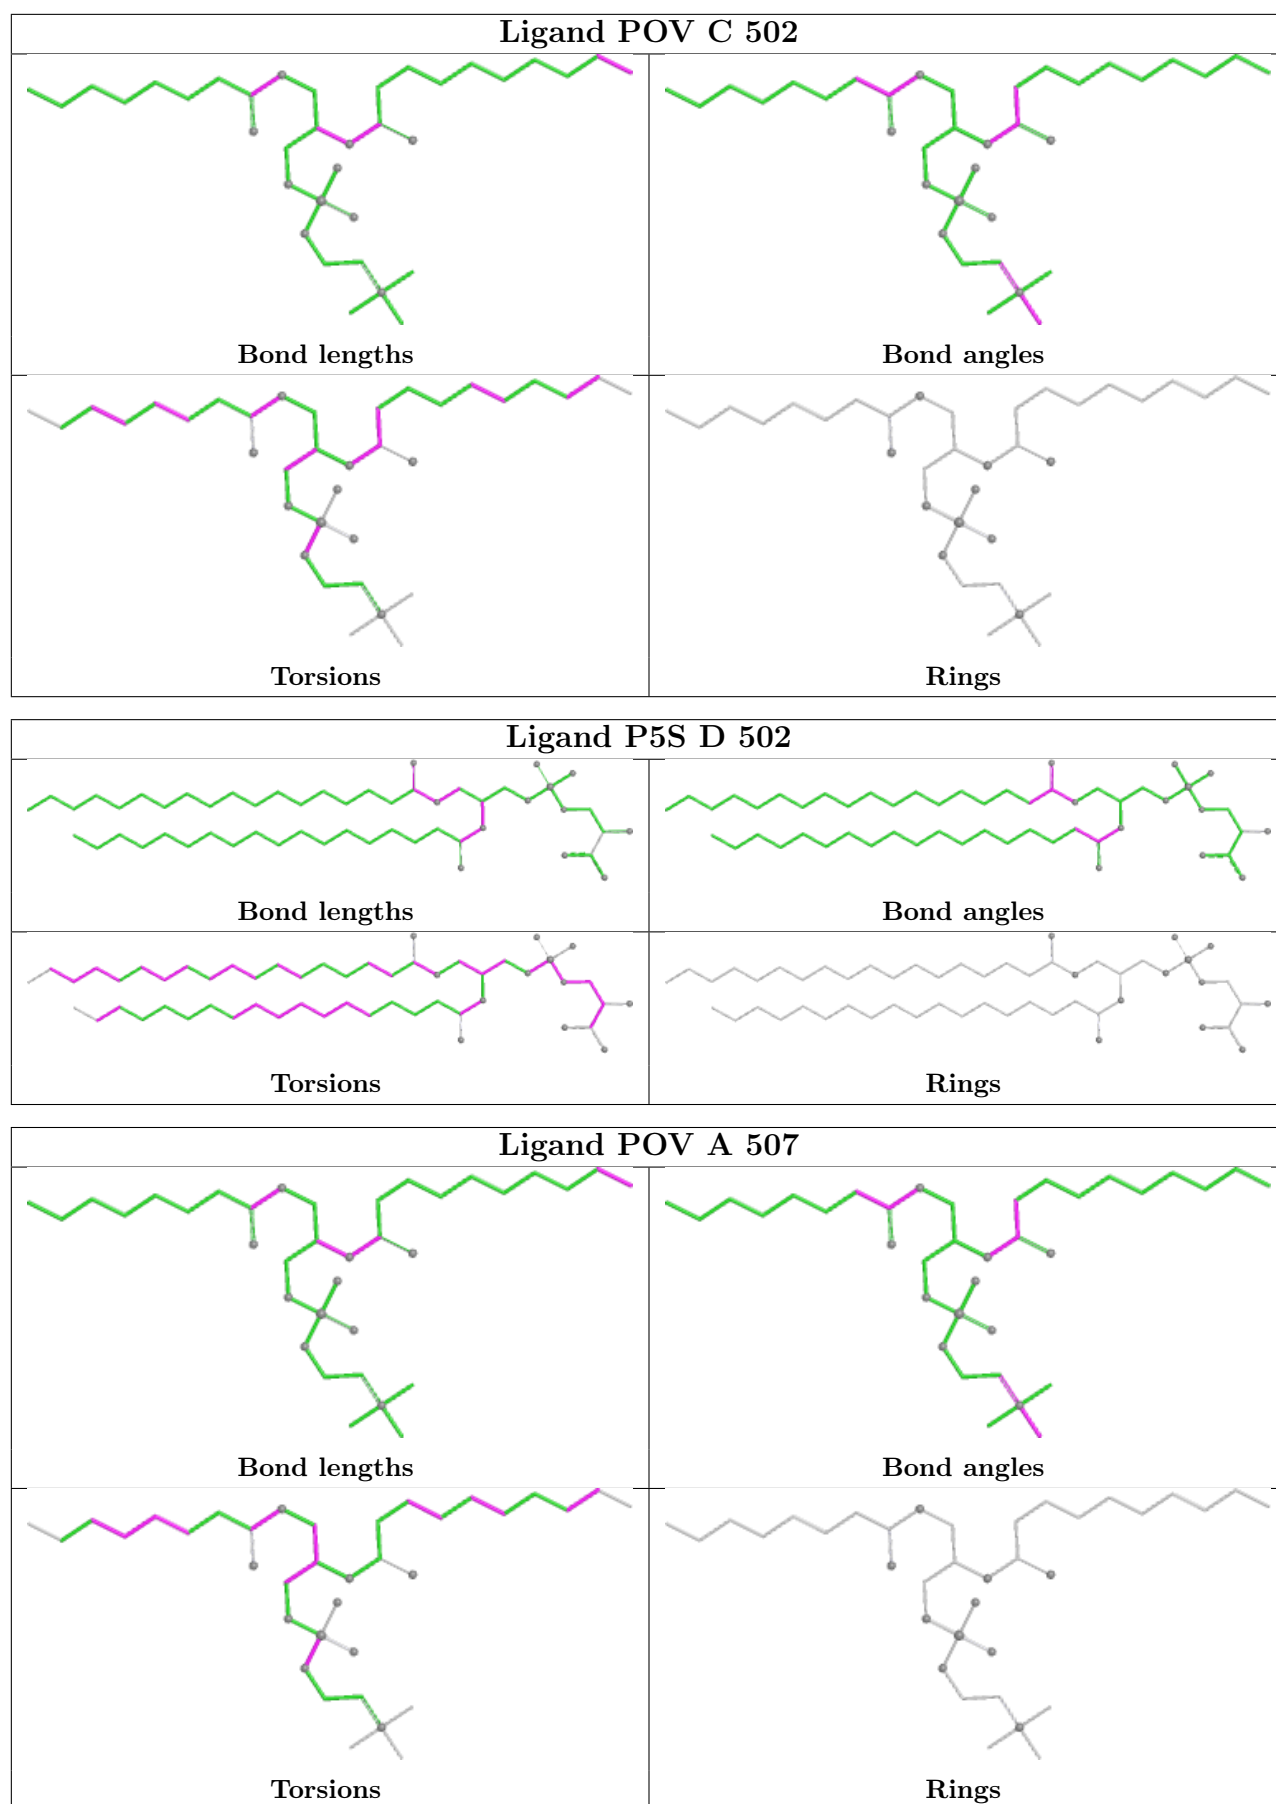 Ligand POV C 502
Bond lengths
Bond angles
Torsions
Rings
Ligand P5S D 502
Bond lengths
Bond angles
Torsions
Rings
Ligand POV A 507
Bond lengths
Bond angles
Torsions
Rings